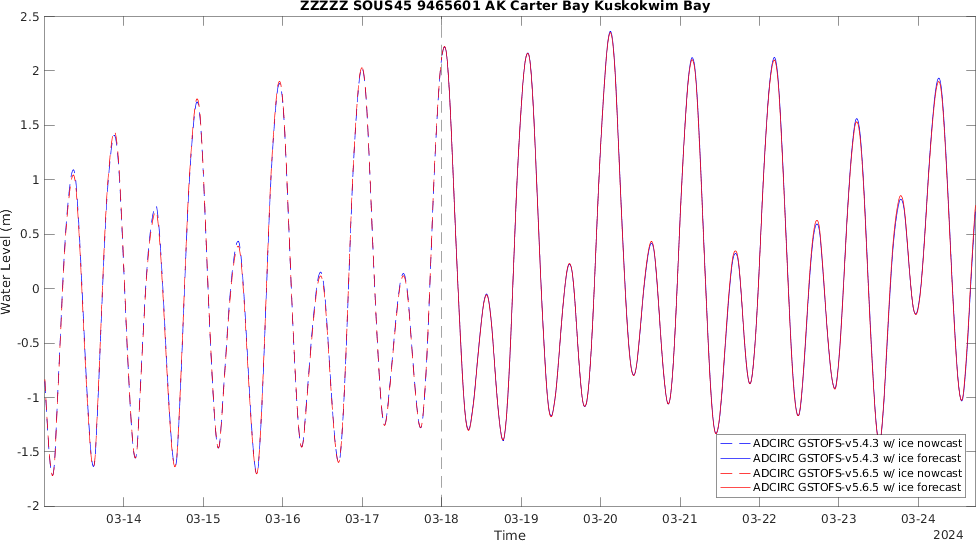 ZZZZZ SOUS45 9465601 AK Carter Bay Kuskokwim Bay
2.5
2
1.5
1
0.5
0
-0.5
-1
-1.5
-2
Water Level (m)
ADCIRC GSTOFS-v5.4.3 w/ ice nowcast
ADCIRC GSTOFS-v5.4.3 w/ ice forecast
ADCIRC GSTOFS-v5.6.5 w/ ice nowcast
ADCIRC GSTOFS-v5.6.5 w/ ice forecast
03-14 03-15 03-16 03-17 03-18 03-19 03-20 03-21 03-22 03-23 03-24
Time
2024